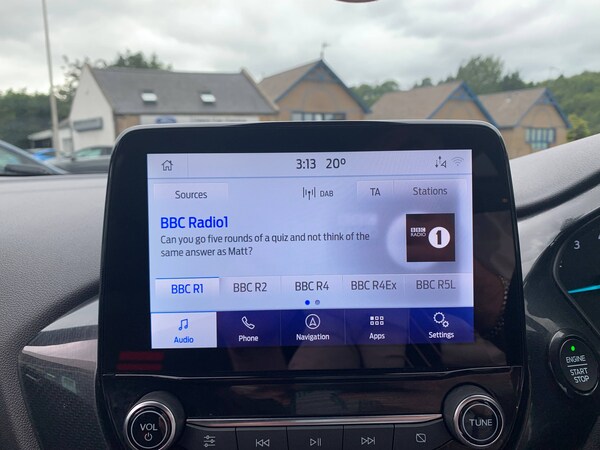 3:13 20º
Sources DAB TA Stations
BBC Radio1
Can you go five rounds of a quiz and not think of the
same answer as Matt?
BBC
RADIO 1
BBC R1 BBC R2 BBC R4 BBC R4Ex BBC R5L
Audio Phone Navigation Apps Settings
VOL
TUNE
ENGINE
START
STOP
3